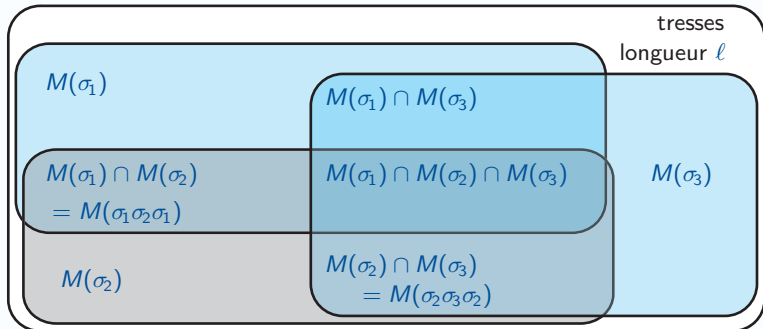 tresses
longueur ℓ
M(σ₁)
M(σ₁) ∩ M(σ₃)
M(σ₁) ∩ M(σ₂)
= M(σ₁σ₂σ₁)
M(σ₁) ∩ M(σ₂) ∩ M(σ₃)
M(σ₃)
M(σ₂)
M(σ₂) ∩ M(σ₃)
= M(σ₂σ₃σ₂)